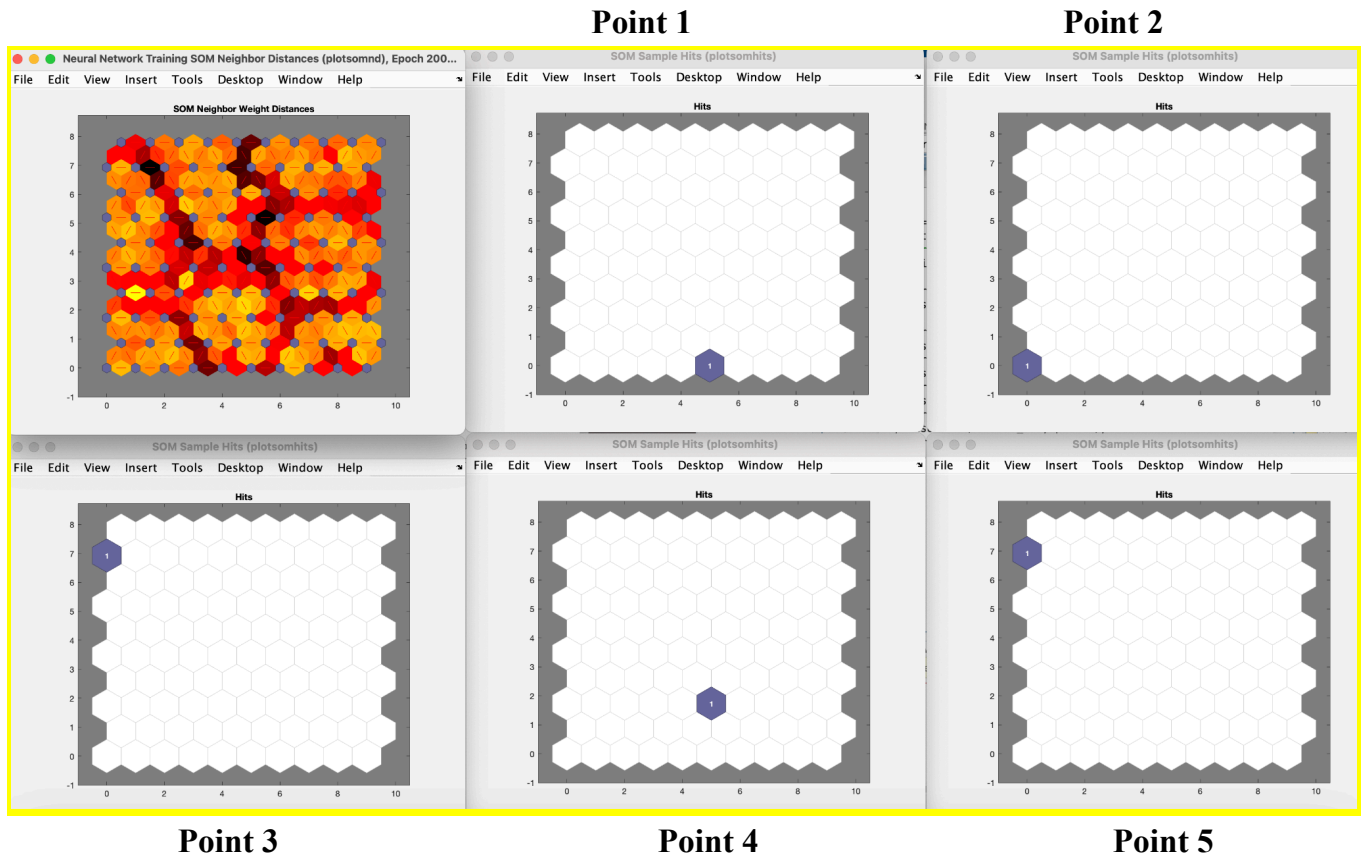 Point 1
Point 2
Neural Network Training SOM Neighbor Distances (plotsomnd), Epoch 200...
File Edit View Insert Tools Desktop Window Help
SOM Neighbor Weight Distances
8
7
6
5
4
3
2
1
0
-1
0 2 4 6 8 10
SOM Sample Hits (plotsomhits)
File Edit View Insert Tools Desktop Window Help
Hits
8
7
6
5
4
3
2
1
0
-1
1
0 2 4 6 8 10
SOM Sample Hits (plotsomhits)
File Edit View Insert Tools Desktop Window Help
Hits
8
7
6
5
4
3
2
1
0
-1
1
0 2 4 6 8 10
SOM Sample Hits (plotsomhits)
File Edit View Insert Tools Desktop Window Help
Hits
8
7
6
5
4
3
2
1
0
-1
1
0 2 4 6 8 10
SOM Sample Hits (plotsomhits)
File Edit View Insert Tools Desktop Window Help
Hits
8
7
6
5
4
3
2
1
0
-1
1
0 2 4 6 8 10
SOM Sample Hits (plotsomhits)
File Edit View Insert Tools Desktop Window Help
Hits
8
7
6
5
4
3
2
1
0
-1
1
0 2 4 6 8 10
Point 3
Point 4
Point 5